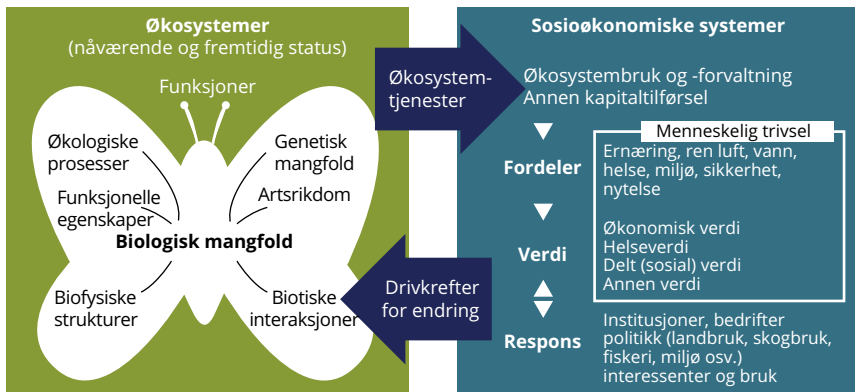 Økosystemer
(nåværende og fremtidig status)
Funksjoner
Økologiske
prosesser
Genetisk
mangfold
Funksjonelle
egenskaper
Artsrikdom
Biologisk mangfold
Biofysiske
strukturer
Biotiske
interaksjoner
Økosystem-
tjenester
Drivkrefter
for endring
Sosioøkonomiske systemer
Økosystembruk og -forvaltning
Annen kapitaltilførsel
Menneskelig trivsel
Fordeler
Ernæring, ren luft, vann,
helse, miljø, sikkerhet,
nytelse
Verdi
Økonomisk verdi
Helseverdi
Delt (sosial) verdi
Annen verdi
Respons
Institusjoner, bedrifter
politikk (landbruk, skogbruk,
fiskeri, miljø osv.)
interessenter og bruk